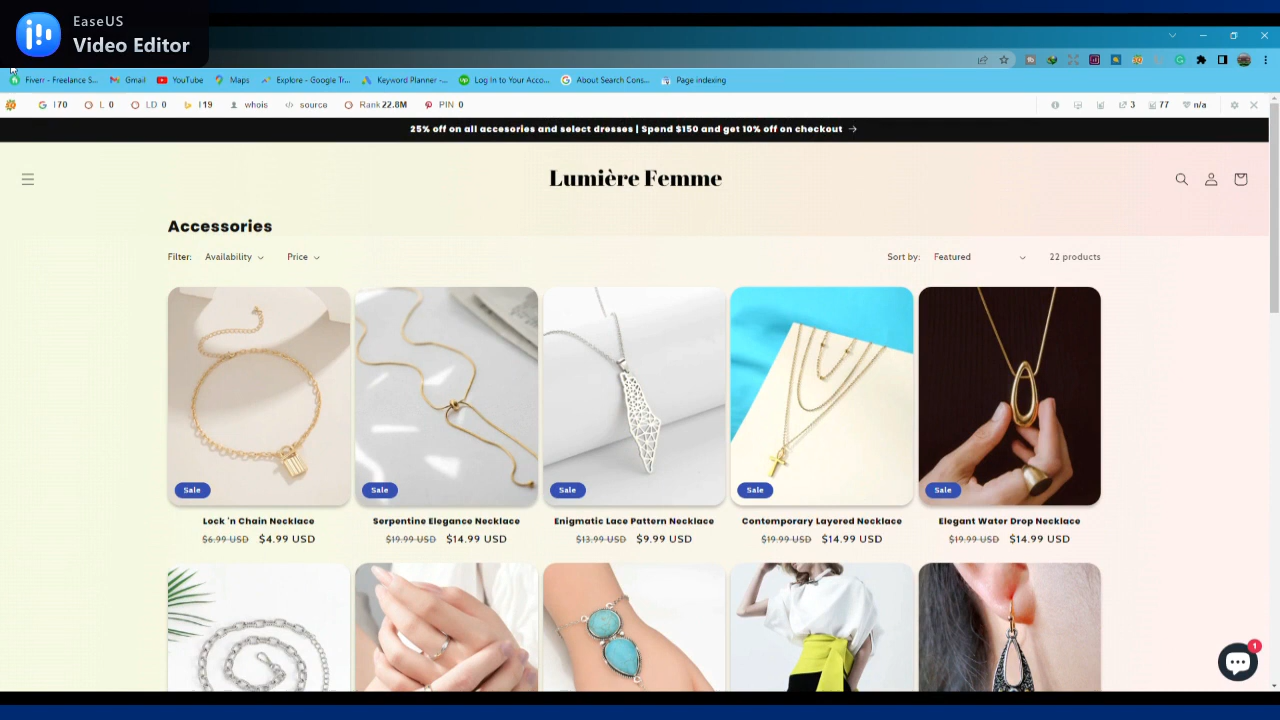 EaseUS
Video Editor
Fiverr - Freelance S... Gmail YouTube Maps Explore - Google Tr... Keyword Planner -... Log In to Your Acco... About Search Cons... Page indexing
I 70 L 0 LD 0 I 19 whois source Rank 22.8M PIN 0 3 77 n/a
25% off on all accesories and select dresses | Spend $150 and get 10% off on checkout →
Lumière Femme
Accessories
Filter: Availability Price Sort by: Featured 22 products
Sale Sale Sale Sale Sale
Lock 'n Chain Necklace Serpentine Elegance Necklace Enigmatic Lace Pattern Necklace Contemporary Layered Necklace Elegant Water Drop Necklace
$6.99 USD $4.99 USD $19.99 USD $14.99 USD $13.99 USD $9.99 USD $19.99 USD $14.99 USD $19.99 USD $14.99 USD
1